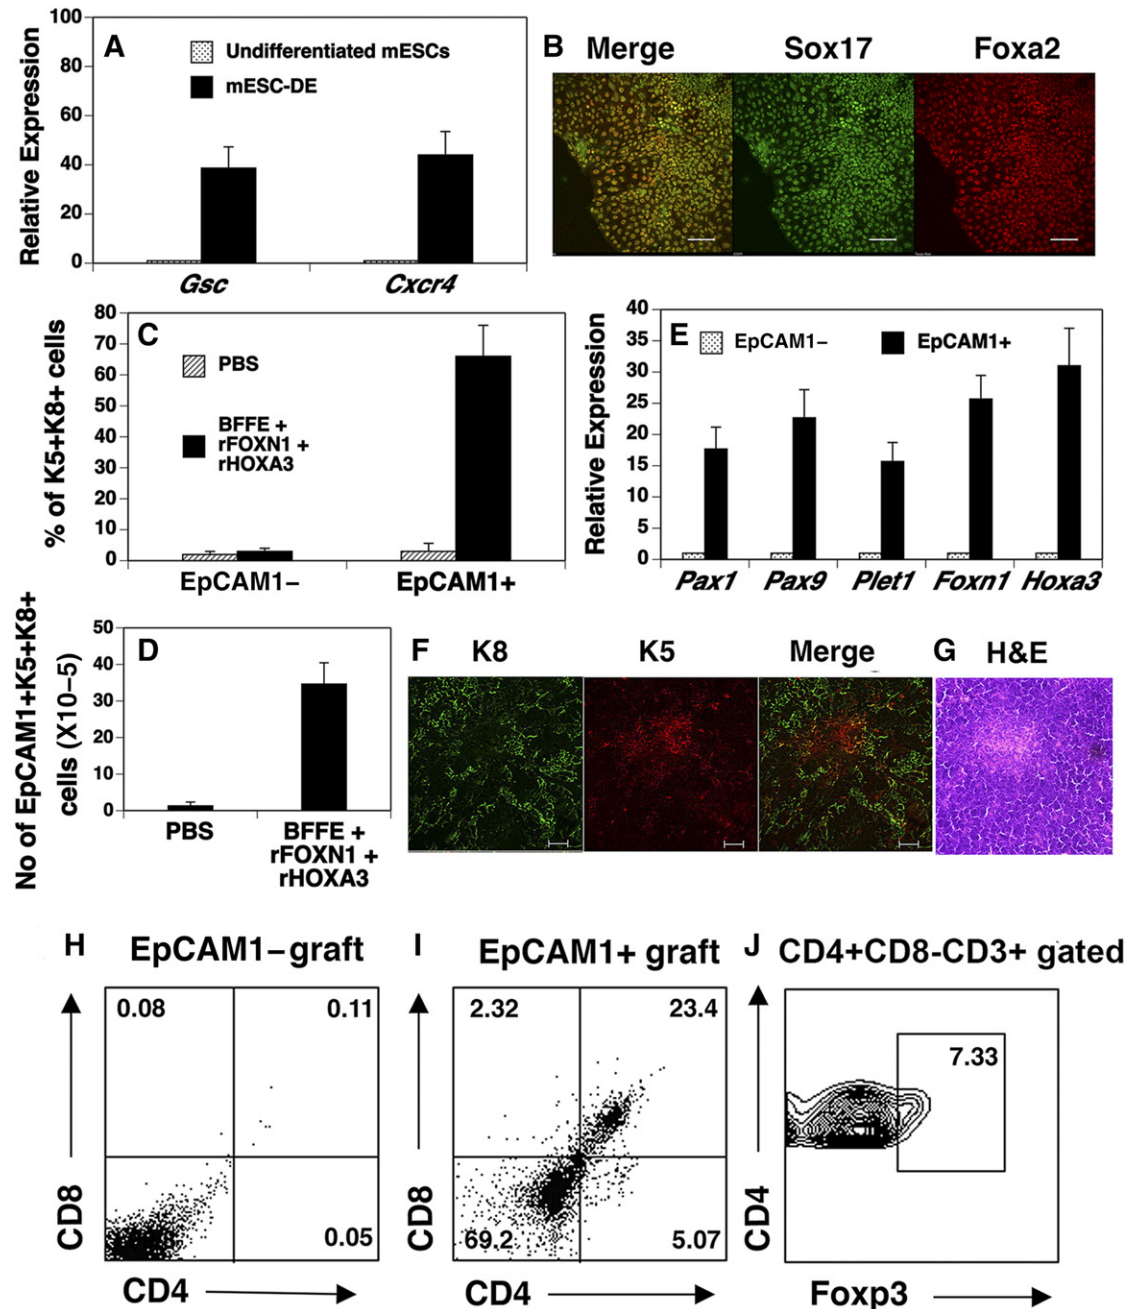 A
Relative Expression
100
80
60
40
20
0
Undifferentiated mESCs
mESC-DE
Gsc
Cxcr4
B
Merge
Sox17
Foxa2
C
% of K5+K8+ cells
80
70
60
50
40
30
20
10
0
PBS
BFFE +
rFOXN1 +
rHOXA3
EpCAM1–
EpCAM1+
E
Relative Expression
40
35
30
25
20
15
10
5
0
EpCAM1–
EpCAM1+
Pax1
Pax9
Plet1
Foxn1
Hoxa3
D
No of EpCAM1+K5+K8+
cells (X10–5)
50
40
30
20
10
0
PBS
BFFE +
rFOXN1 +
rHOXA3
F
K8
K5
Merge
G
H&E
H
EpCAM1– graft
0.08
0.11
0.05
CD8
CD4
I
EpCAM1+ graft
2.32
23.4
69.2
5.07
CD8
CD4
J
CD4+CD8-CD3+ gated
7.33
CD4
Foxp3